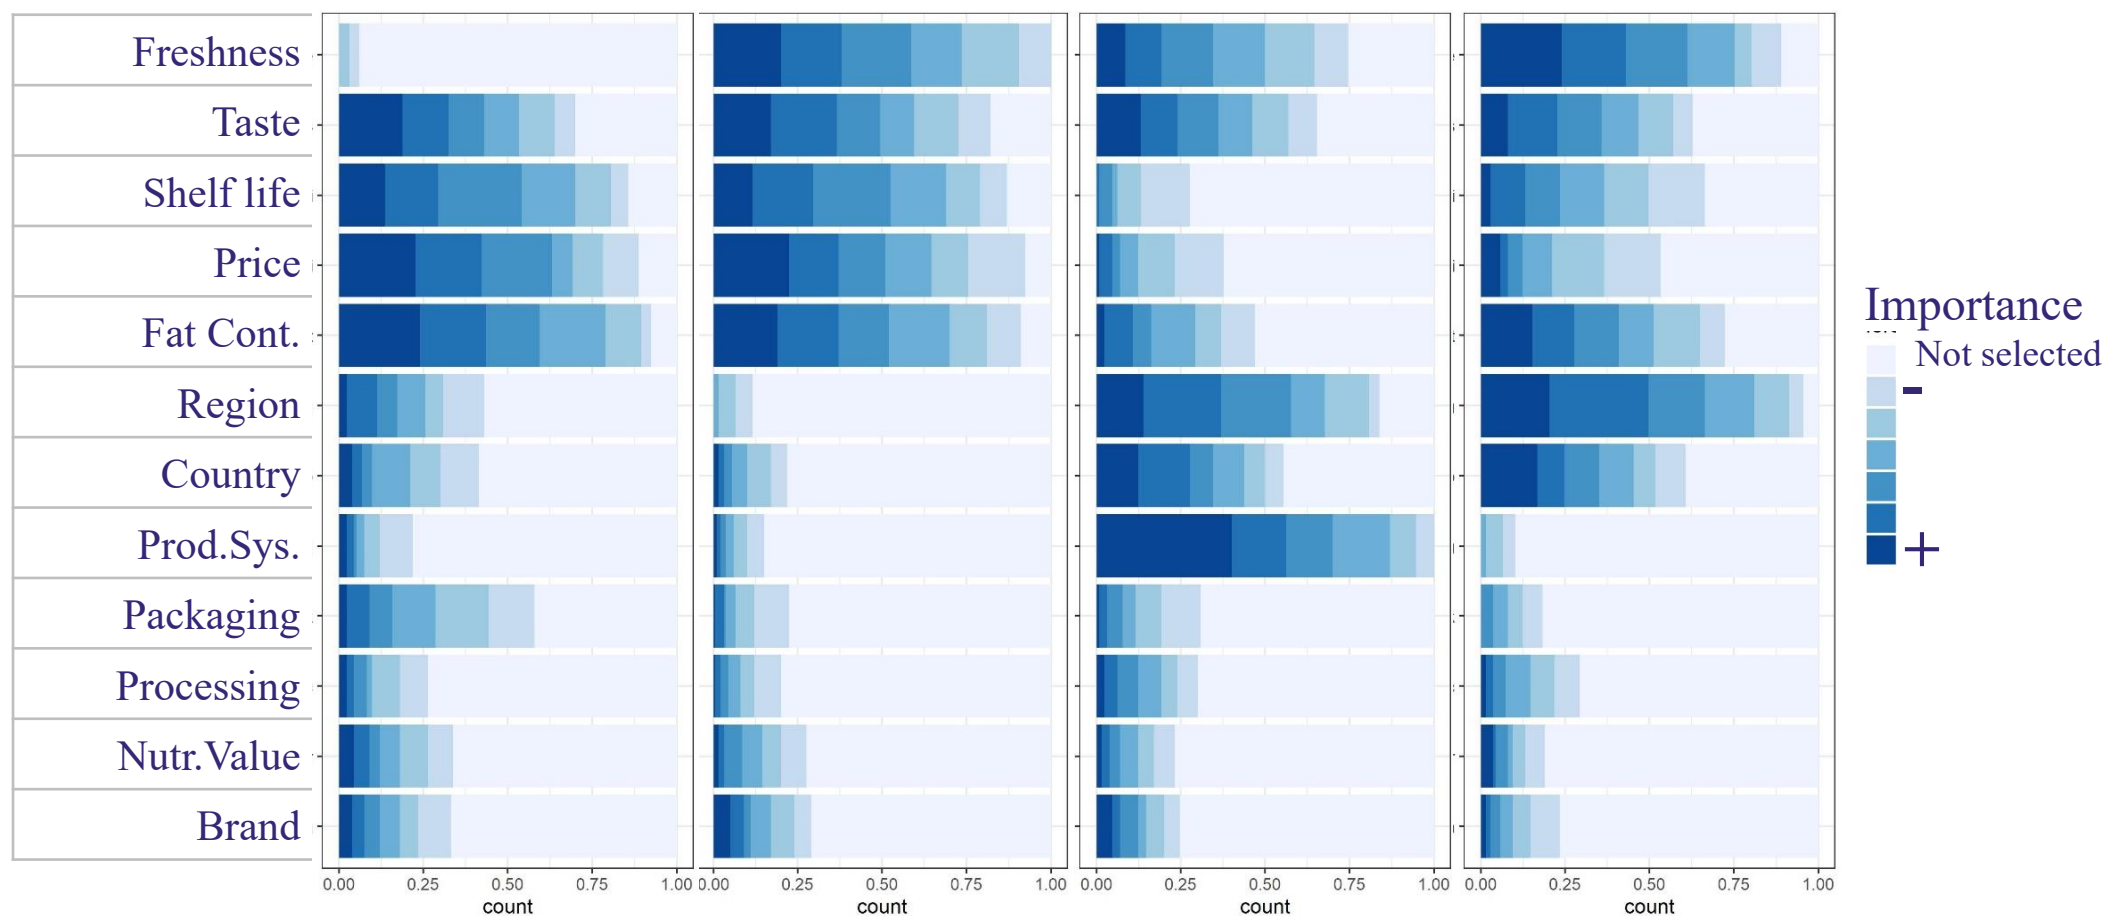 Freshness
Taste
Shelf life
Price
Fat Cont.
Region
Country
Prod.Sys.
Packaging
Processing
Nutr.Value
Brand
0.00 0.25 0.50 0.75 1.00
count
0.00 0.25 0.50 0.75 1.00
count
0.00 0.25 0.50 0.75 1.00
count
0.00 0.25 0.50 0.75 1.00
count
Importance
Not selected
-
+